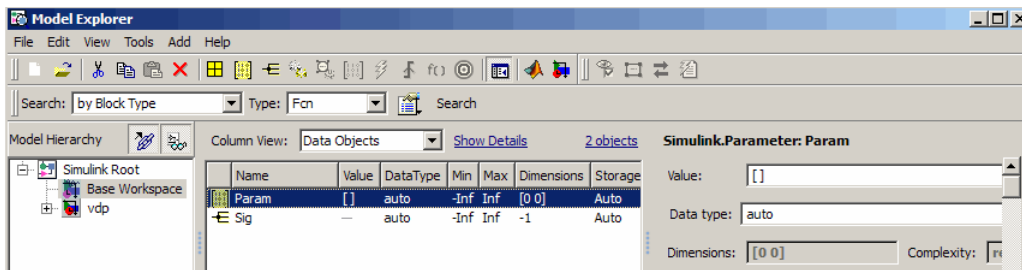 Model Explorer
File Edit View Tools Add Help
Search: by Block Type Type: Fcn Search
Model Hierarchy
Simulink Root
Base Workspace
vdp
Column View: Data Objects Show Details 2 objects
Name Value DataType Min Max Dimensions Storage
Param [] auto -Inf Inf [0 0] Auto
Sig — auto -Inf Inf -1 Auto
Simulink.Parameter: Param
Value: []
Data type: auto
Dimensions: [0 0] Complexity: